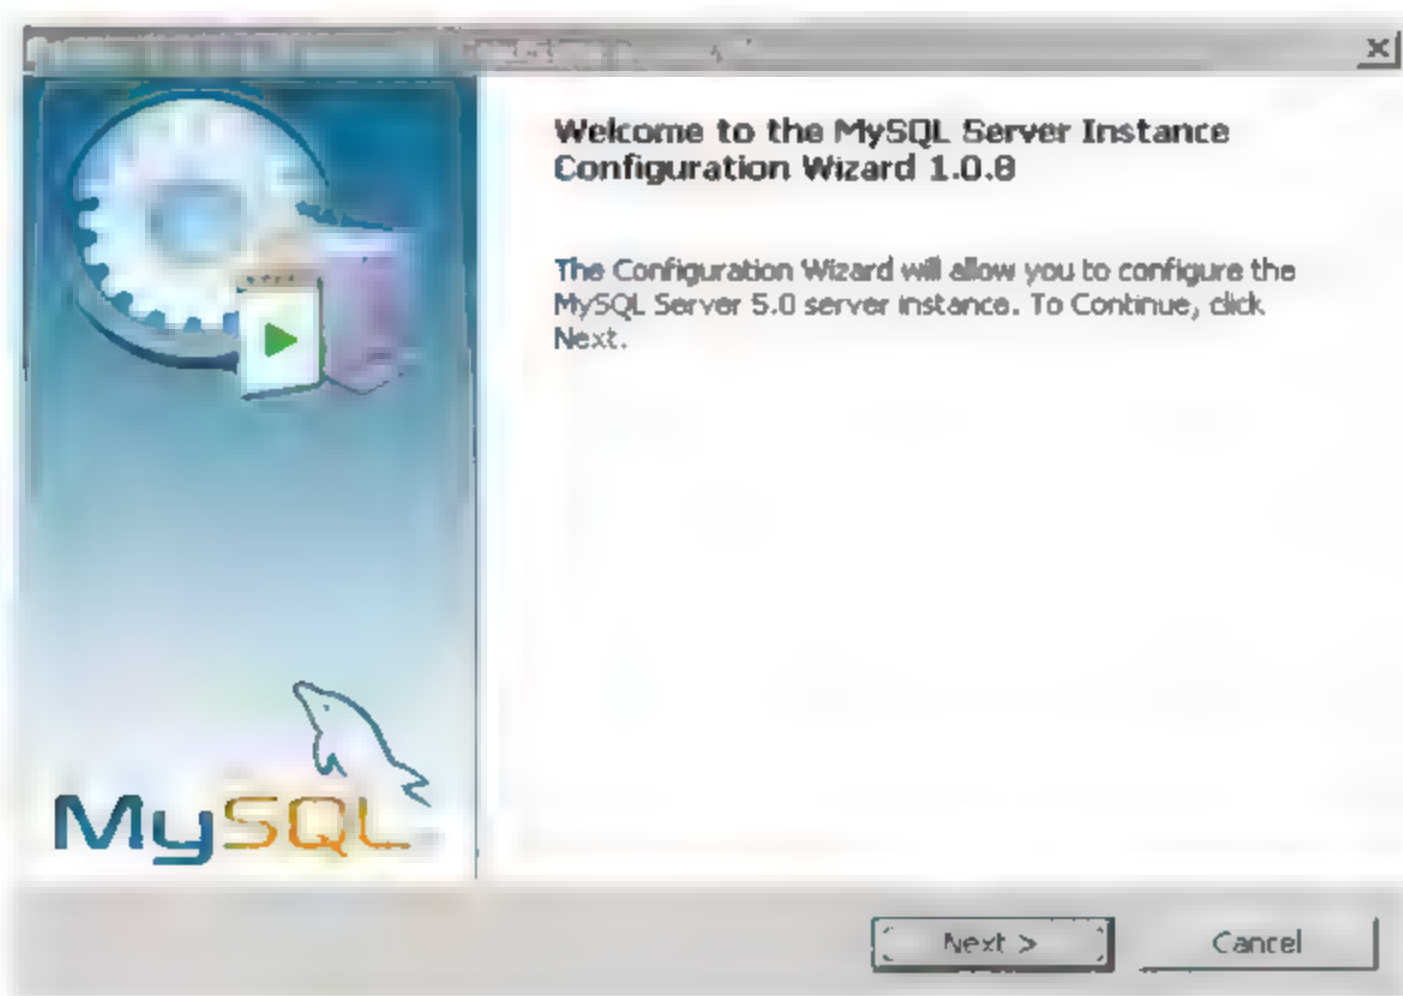 Welcome to the MySQL Server Instance
Configuration Wizard 1.0.8
The Configuration Wizard will allow you to configure the
MySQL Server 5.0 server instance. To Continue, click
Next.
MySQL
Next >
Cancel